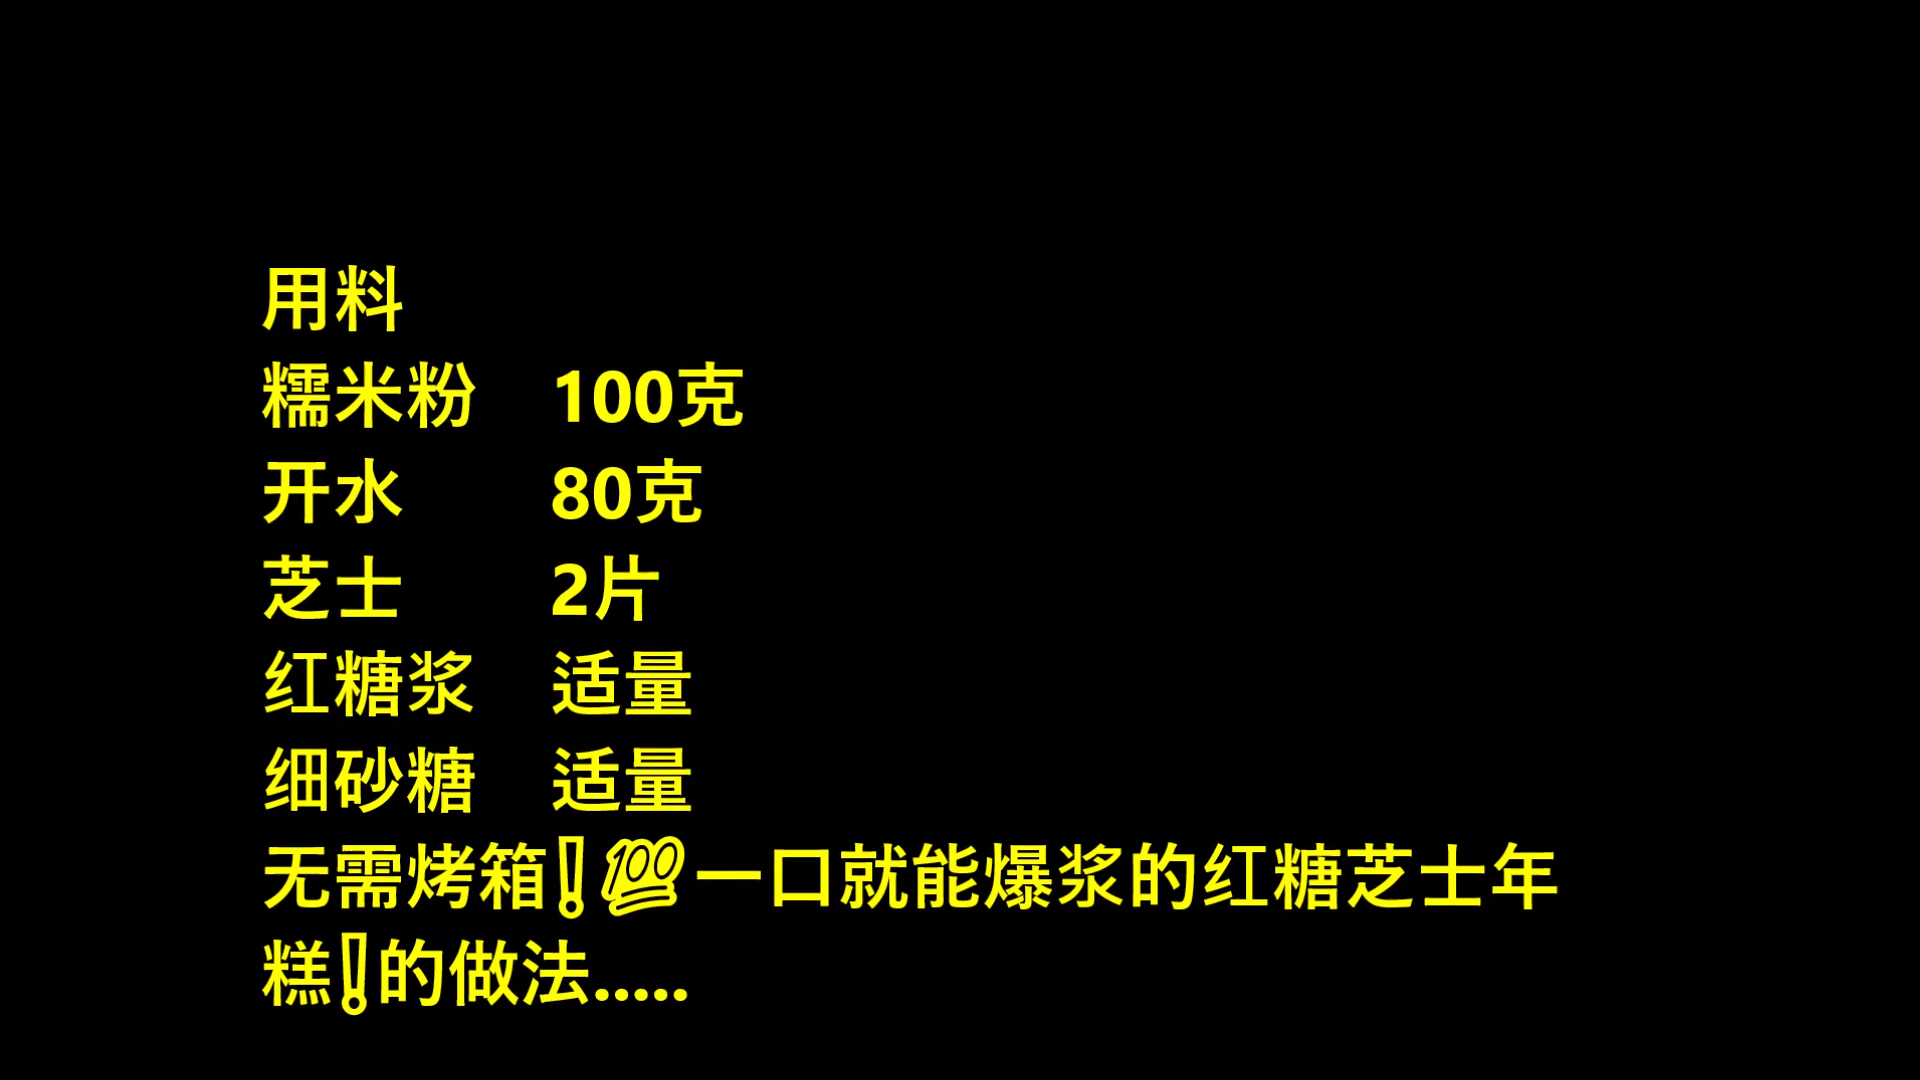 用料
糯米粉 100克
开水 80克
芝士 2片
红糖浆 适量
细砂糖 适量
无需烤箱❗💯一口就能爆浆的红糖芝士年
糕❗的做法.....